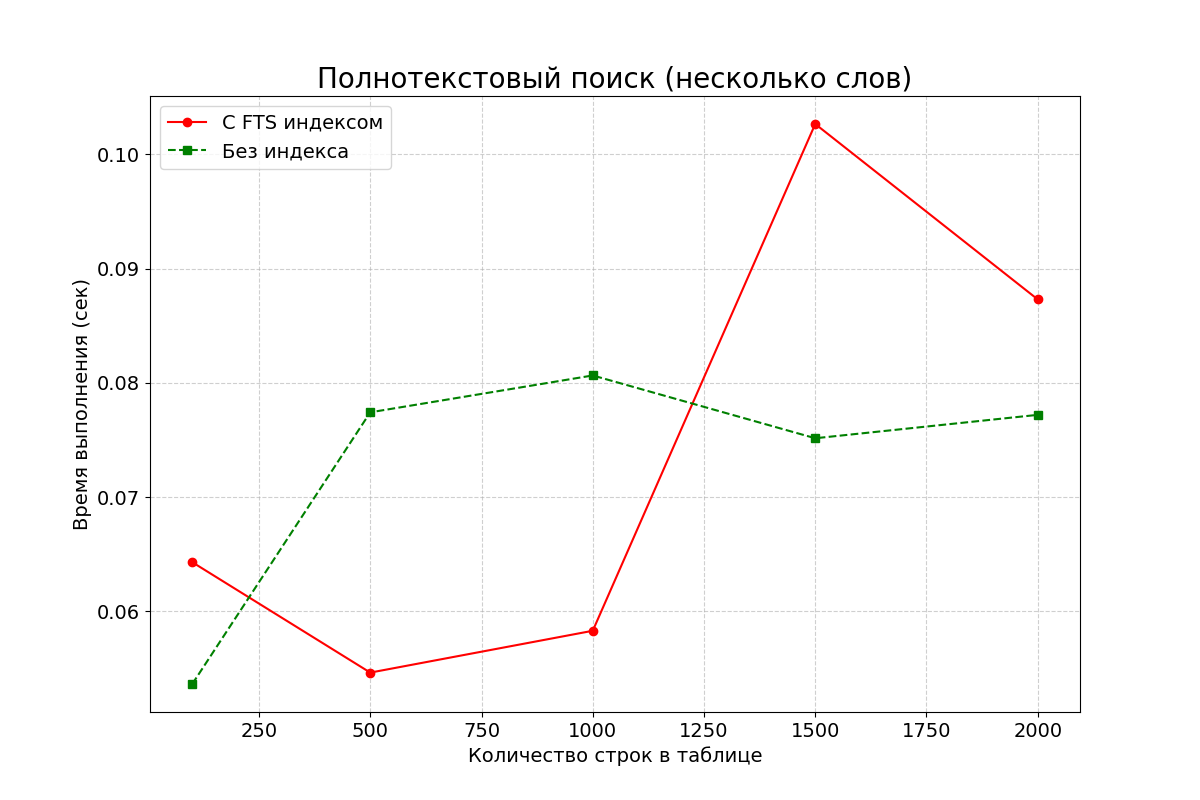 Полнотекстовый поиск (несколько слов)
С FTS индексом
Без индекса
0.10
0.09
0.08
0.07
0.06
Время выполнения (сек)
250 500 750 1000 1250 1500 1750 2000
Количество строк в таблице